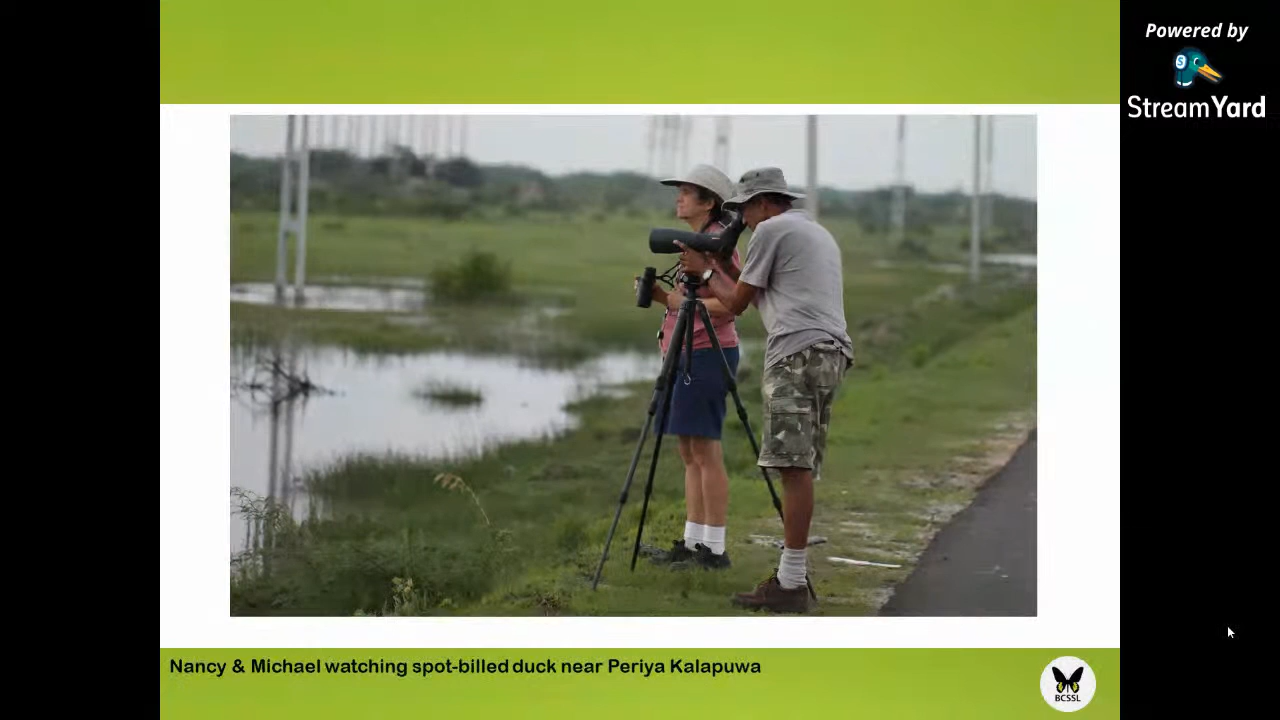 Powered by
StreamYard
Nancy & Michael watching spot-billed duck near Periya Kalapuwa
BCSSL